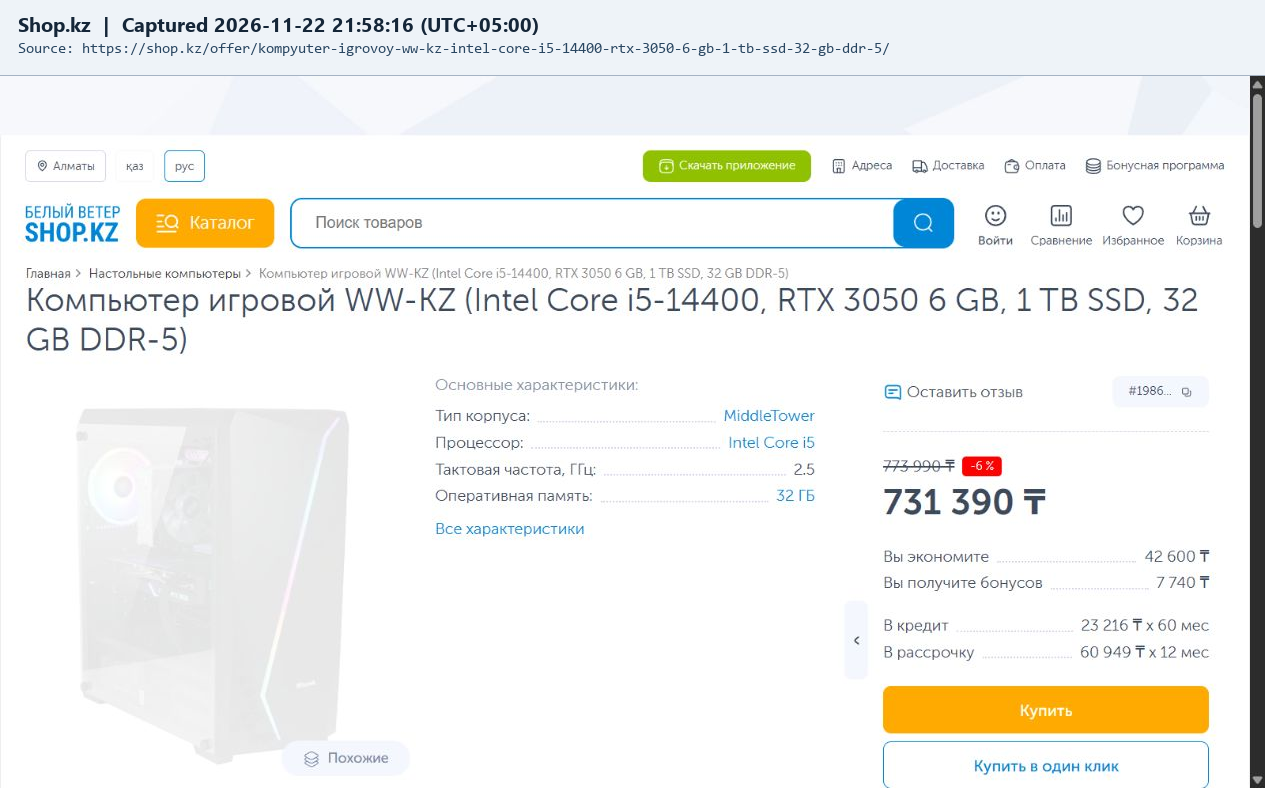 Shop.kz | Captured 2026-11-22 21:58:16 (UTC+05:00)
Source: https://shop.kz/offer/kompyuter-igrovoy-ww-kz-intel-core-i5-14400-rtx-3050-6-gb-1-tb-ssd-32-gb-ddr-5/
Алматы
қаз
рус
Скачать приложение
Адреса
Доставка
Оплата
Бонусная программа
БЕЛЫЙ ВЕТЕР
SHOP.KZ
Каталог
Поиск товаров
Войти
Сравнение
Избранное
Корзина
Главная > Настольные компьютеры > Компьютер игровой WW-KZ (Intel Core i5-14400, RTX 3050 6 GB, 1 TB SSD, 32 GB DDR-5)
Компьютер игровой WW-KZ (Intel Core i5-14400, RTX 3050 6 GB, 1 TB SSD, 32
GB DDR-5)
Основные характеристики:
Тип корпуса: MiddleTower
Процессор: Intel Core i5
Тактовая частота, ГГц: 2.5
Оперативная память: 32 ГБ
Все характеристики
Похожие
Оставить отзыв
#1986...
773 990 ₸ -6 %
731 390 ₸
Вы экономите 42 600 ₸
Вы получите бонусов 7 740 ₸
В кредит 23 216 ₸ x 60 мес
В рассрочку 60 949 ₸ x 12 мес
Купить
Купить в один клик